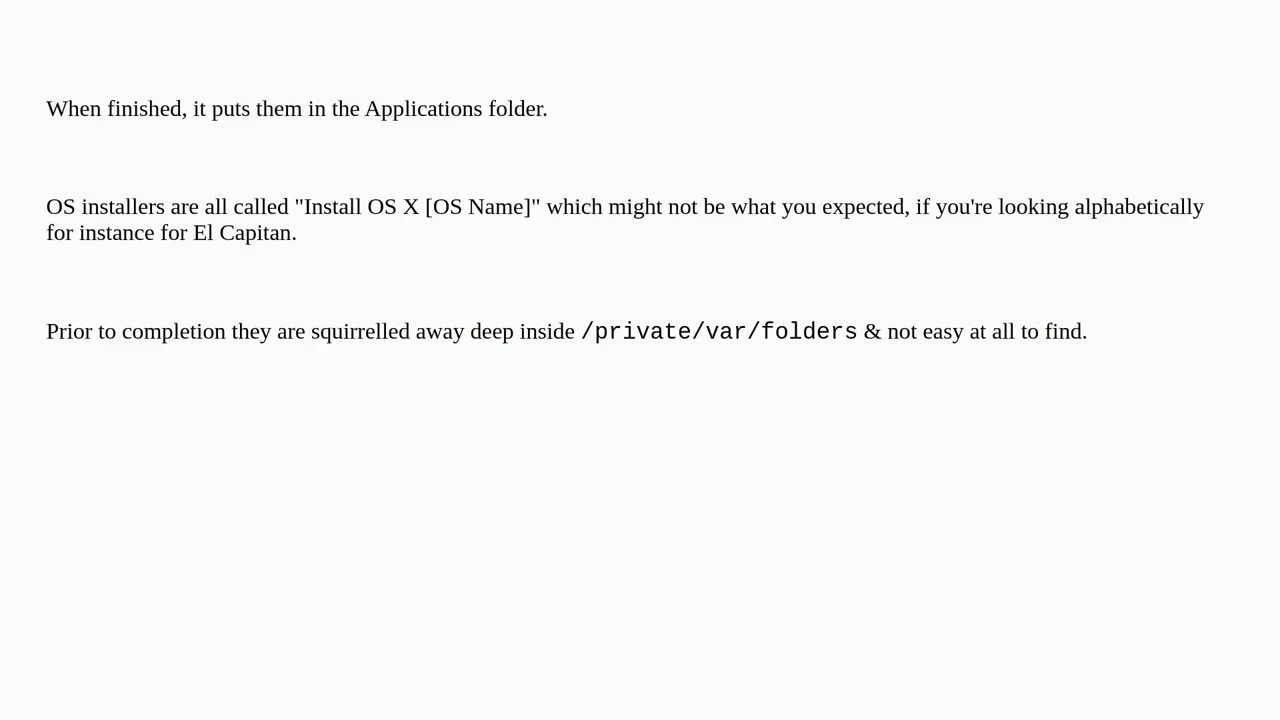 When finished, it puts them in the Applications folder.
OS installers are all called "Install OS X [OS Name]" which might not be what you expected, if you're looking alphabetically
for instance for El Capitan.
Prior to completion they are squirrelled away deep inside /private/var/folders & not easy at all to find.